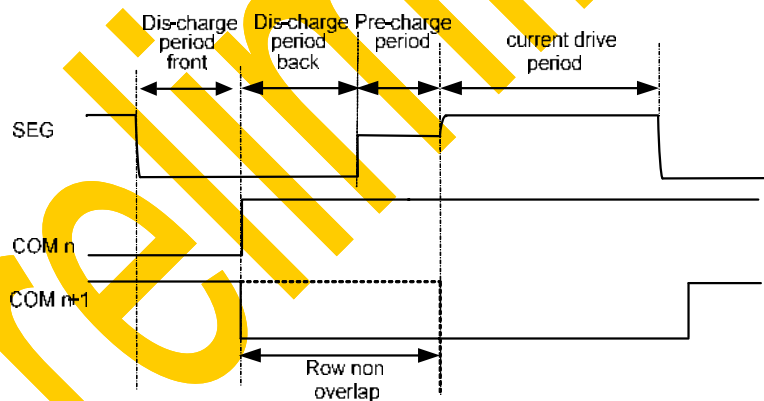 Dis-charge
period
front
Dis-charge
period
back
Pre-charge
period
current drive
period
SEG
COM n
COM n+1
Row non
overlap